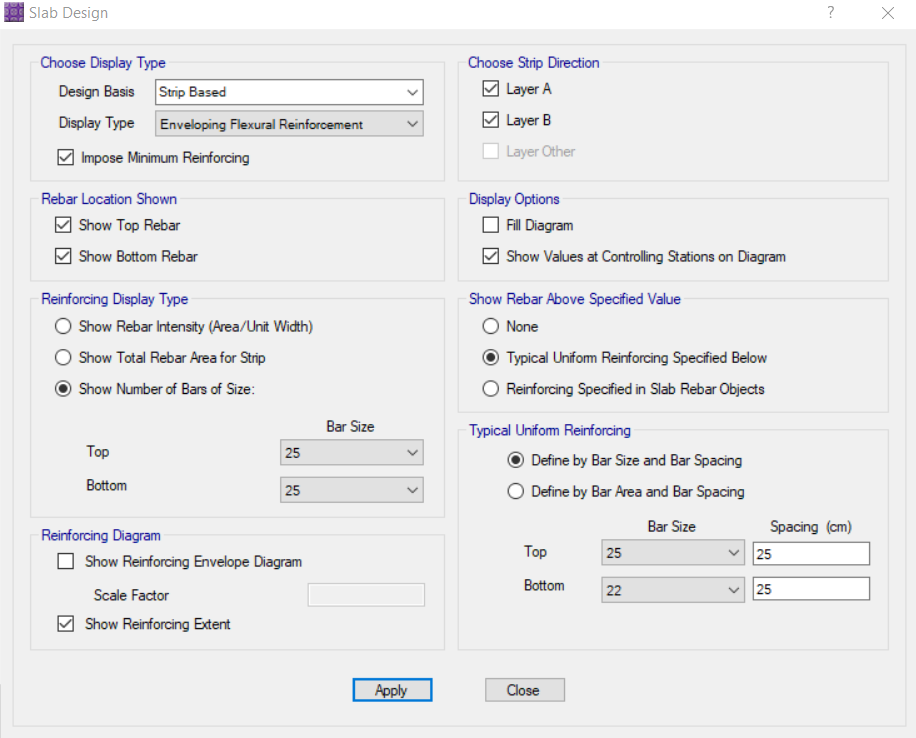 Slab Design
?
Choose Display Type
Design Basis Strip Based
Display Type Enveloping Flexural Reinforcement
Impose Minimum Reinforcing
Rebar Location Shown
Show Top Rebar
Show Bottom Rebar
Reinforcing Display Type
Show Rebar Intensity (Area/Unit Width)
Show Total Rebar Area for Strip
Show Number of Bars of Size:
Bar Size
Top 25
Bottom 25
Reinforcing Diagram
Show Reinforcing Envelope Diagram
Scale Factor
Show Reinforcing Extent
Choose Strip Direction
Layer A
Layer B
Layer Other
Display Options
Fill Diagram
Show Values at Controlling Stations on Diagram
Show Rebar Above Specified Value
None
Typical Uniform Reinforcing Specified Below
Reinforcing Specified in Slab Rebar Objects
Typical Uniform Reinforcing
Define by Bar Size and Bar Spacing
Define by Bar Area and Bar Spacing
Bar Size Spacing (cm)
Top 25 25
Bottom 22 25
Apply Close